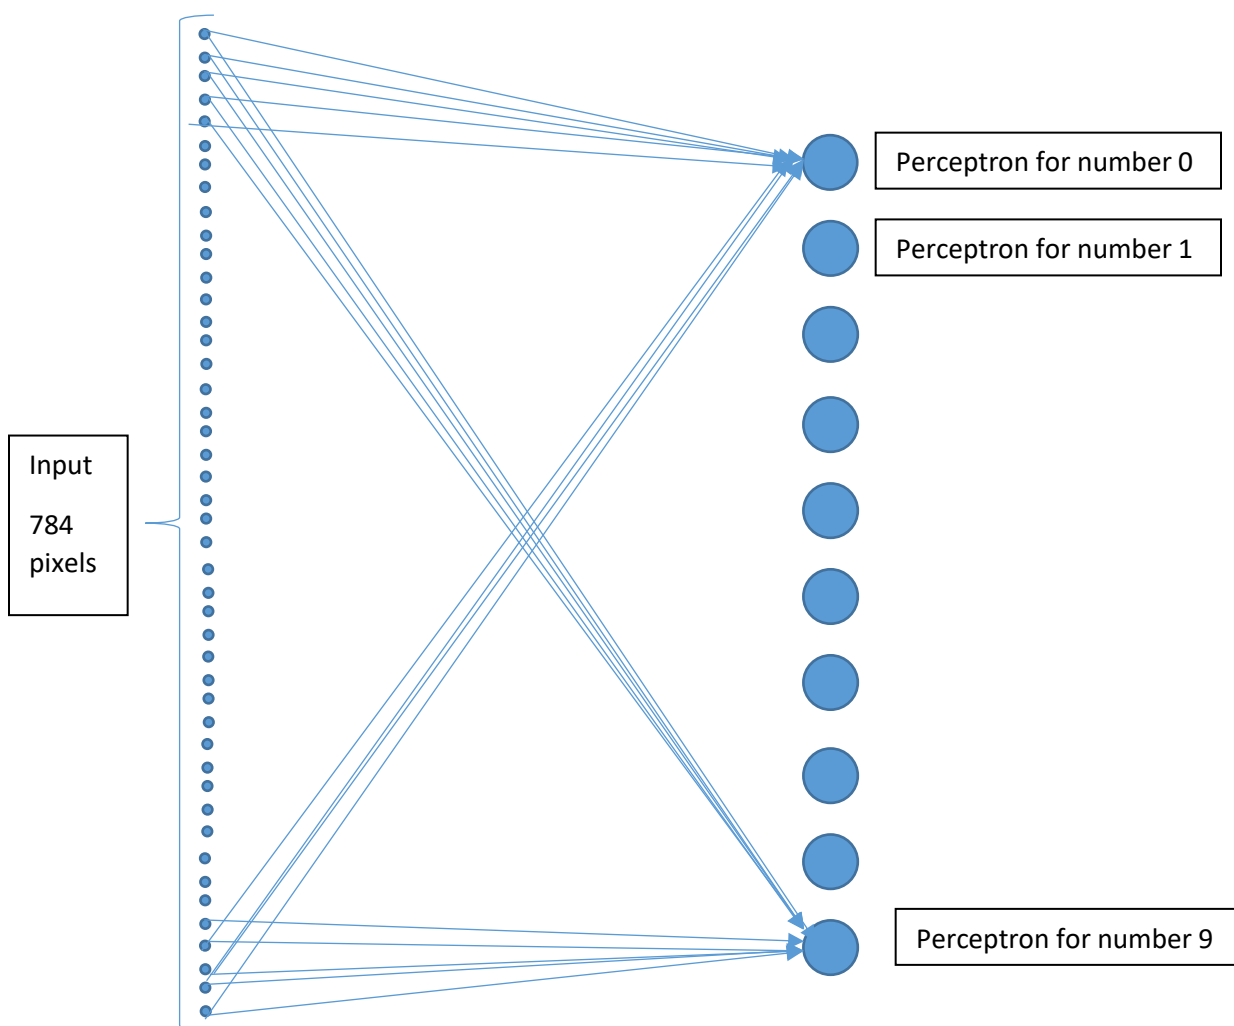 Perceptron for number 0
Perceptron for number 1
Input
784
pixels
Perceptron for number 9